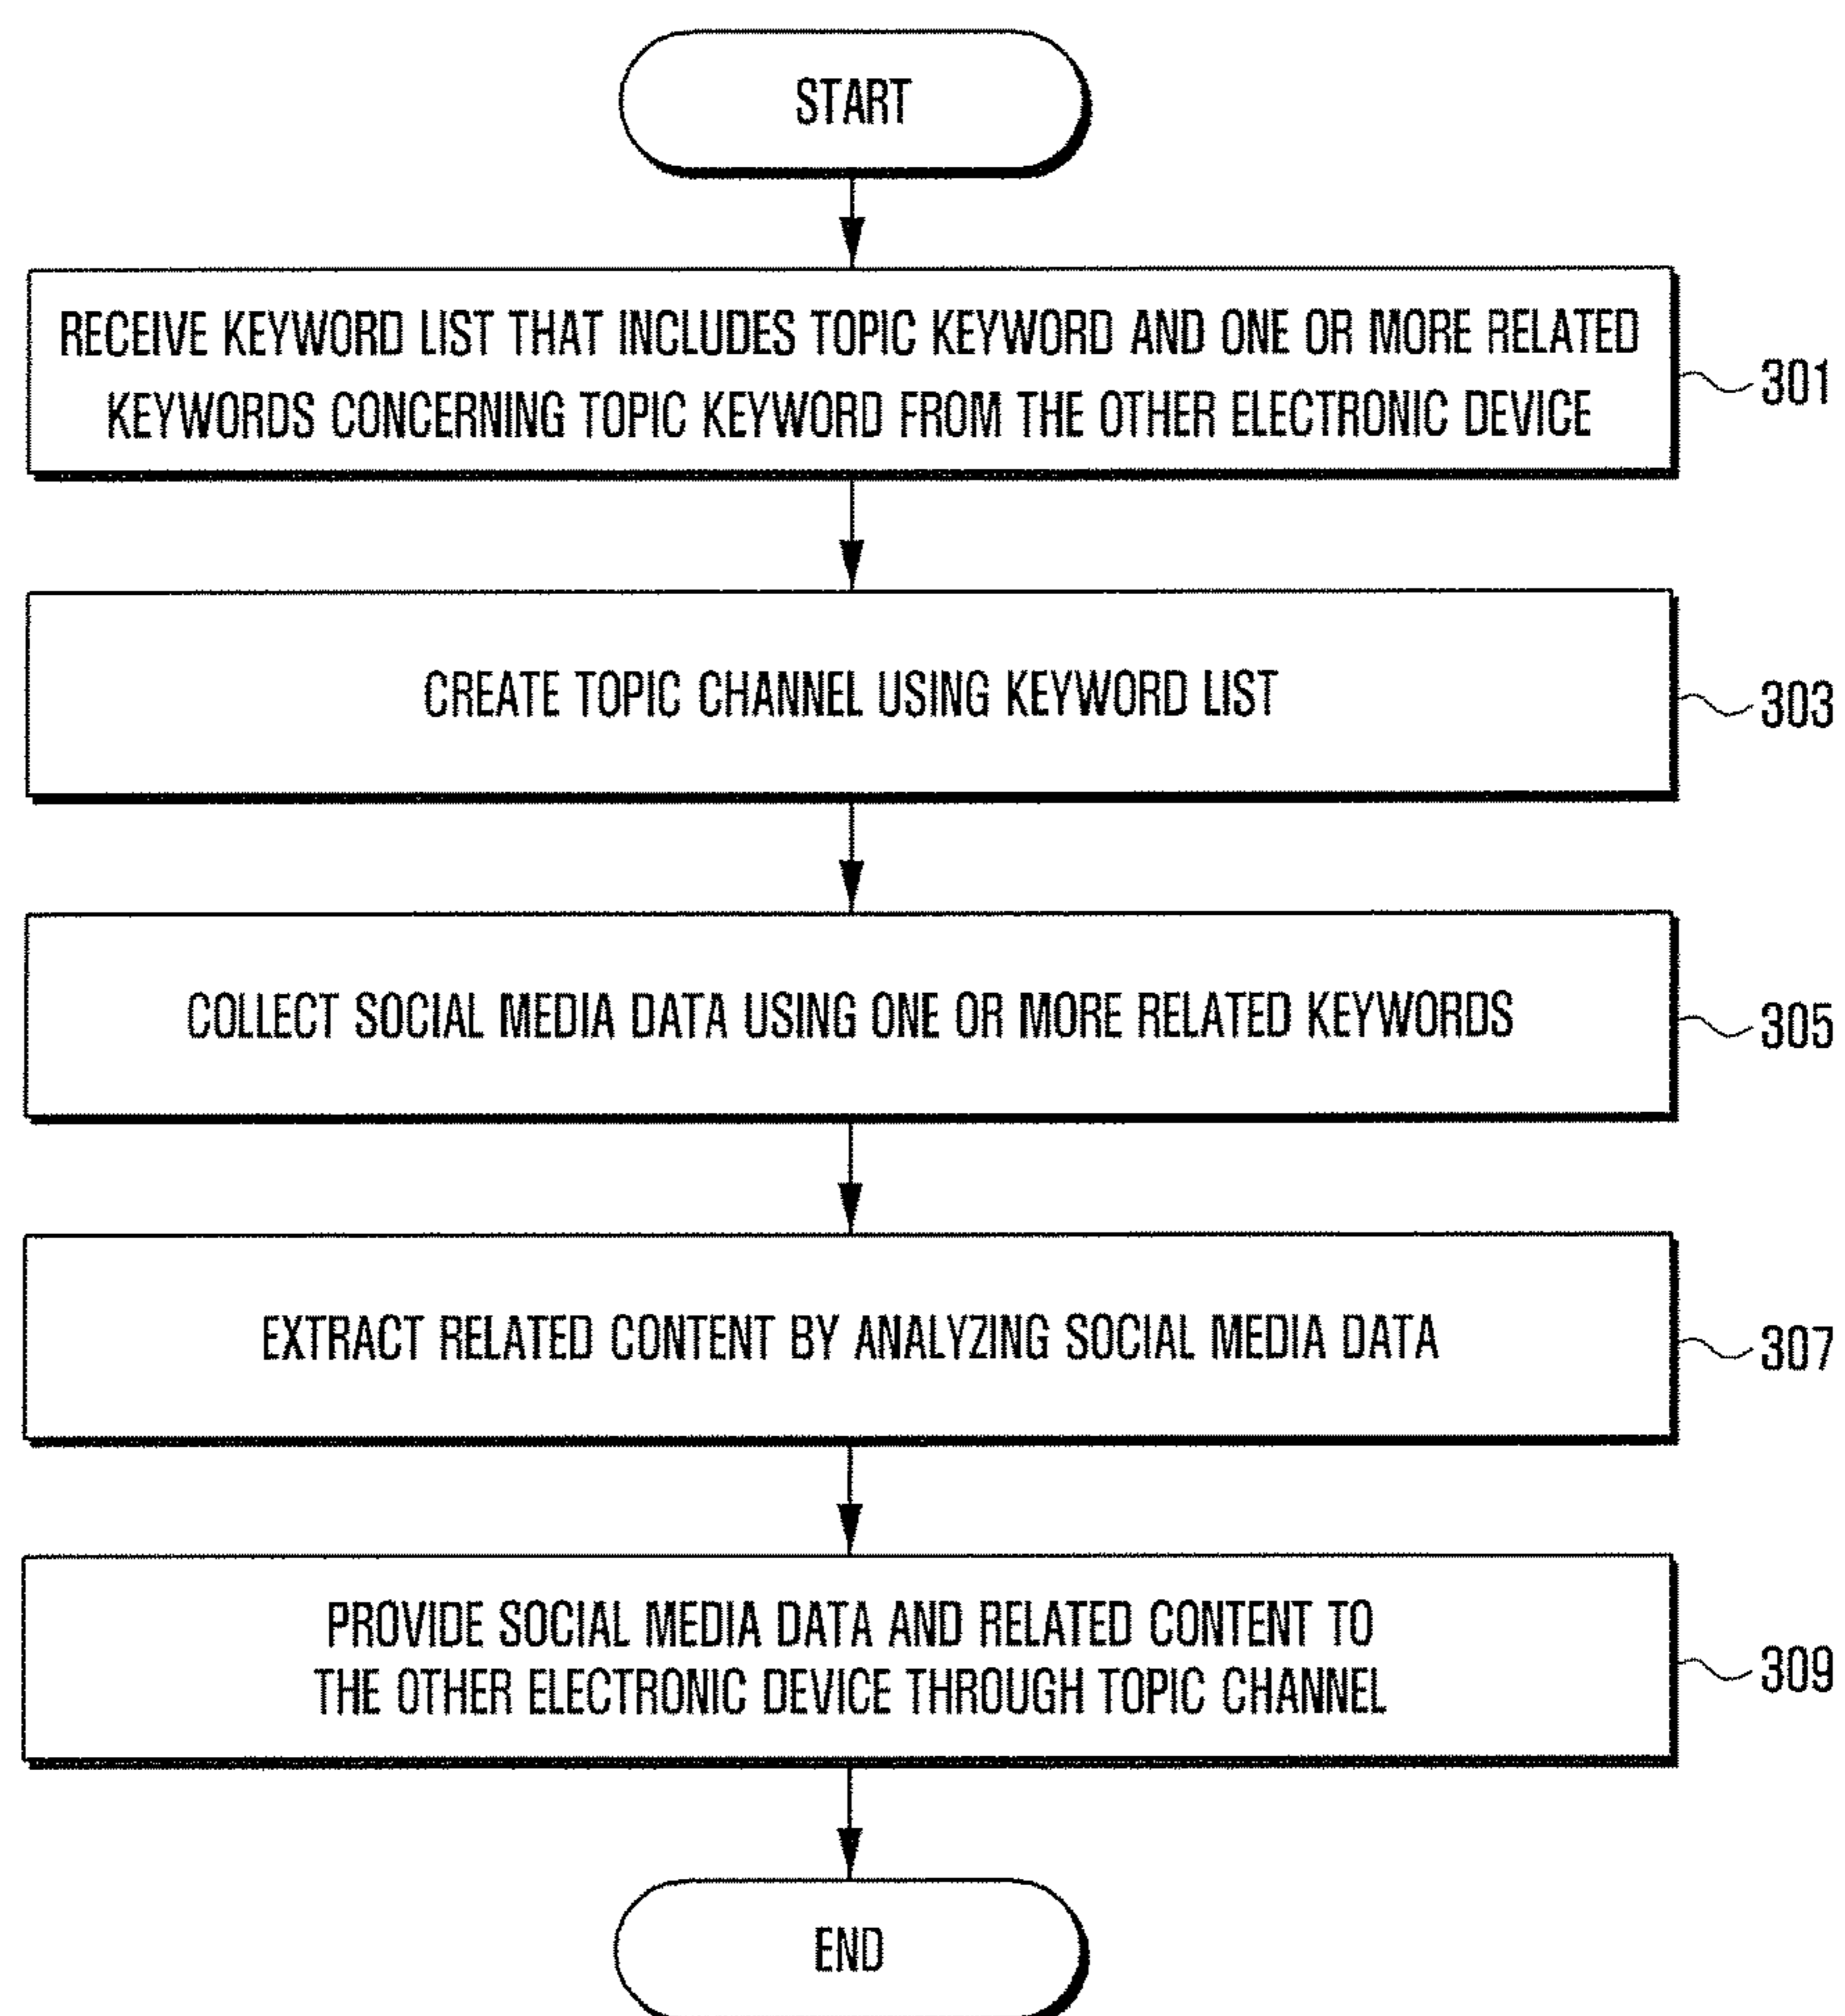 START
RECEIVE KEYWORD LIST THAT INCLUDES TOPIC KEYWORD AND ONE OR MORE RELATED
KEYWORDS CONCERNING TOPIC KEYWORD FROM THE OTHER ELECTRONIC DEVICE
301
CREATE TOPIC CHANNEL USING KEYWORD LIST
303
COLLECT SOCIAL MEDIA DATA USING ONE OR MORE RELATED KEYWORDS
305
EXTRACT RELATED CONTENT BY ANALYZING SOCIAL MEDIA DATA
307
PROVIDE SOCIAL MEDIA DATA AND RELATED CONTENT TO
THE OTHER ELECTRONIC DEVICE THROUGH TOPIC CHANNEL
309
END